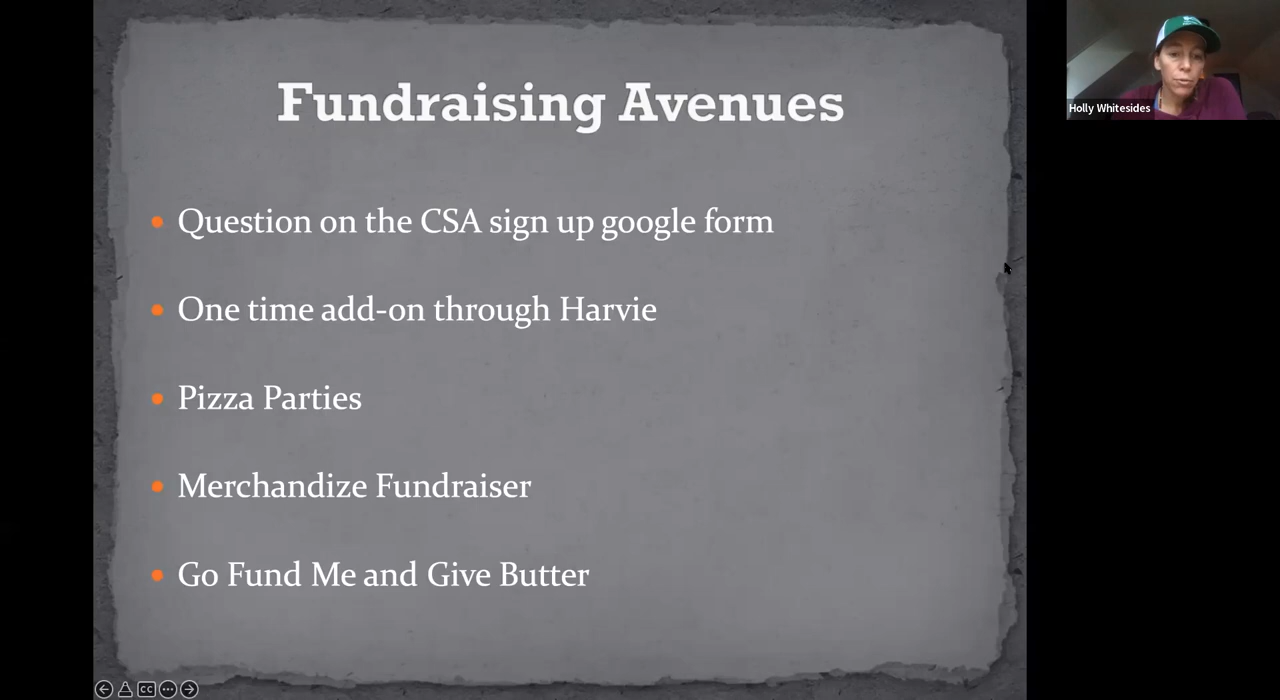 Fundraising Avenues
Question on the CSA sign up google form
One time add-on through Harvie
Pizza Parties
Merchandize Fundraiser
Go Fund Me and Give Butter
Holly Whitesides
CC